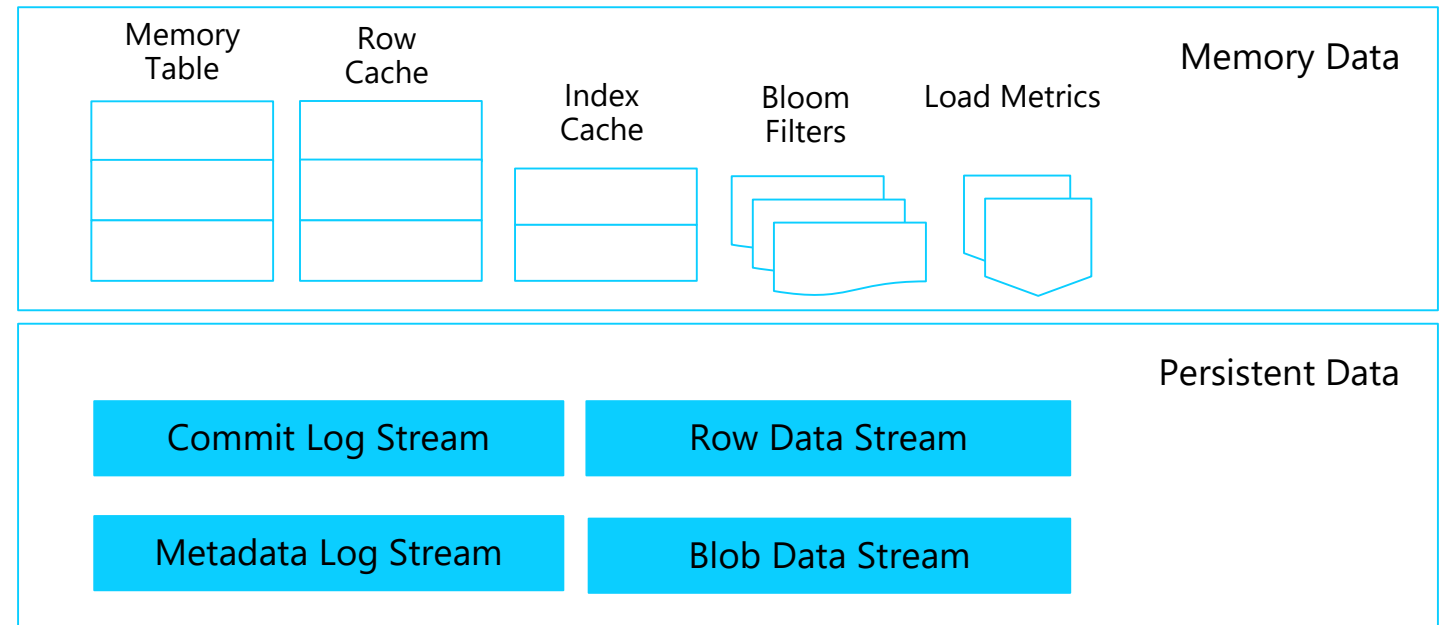 Memory
Table
Row
Cache
Index
Cache
Bloom
Filters
Load Metrics
Memory Data
Persistent Data
Commit Log Stream
Row Data Stream
Metadata Log Stream
Blob Data Stream